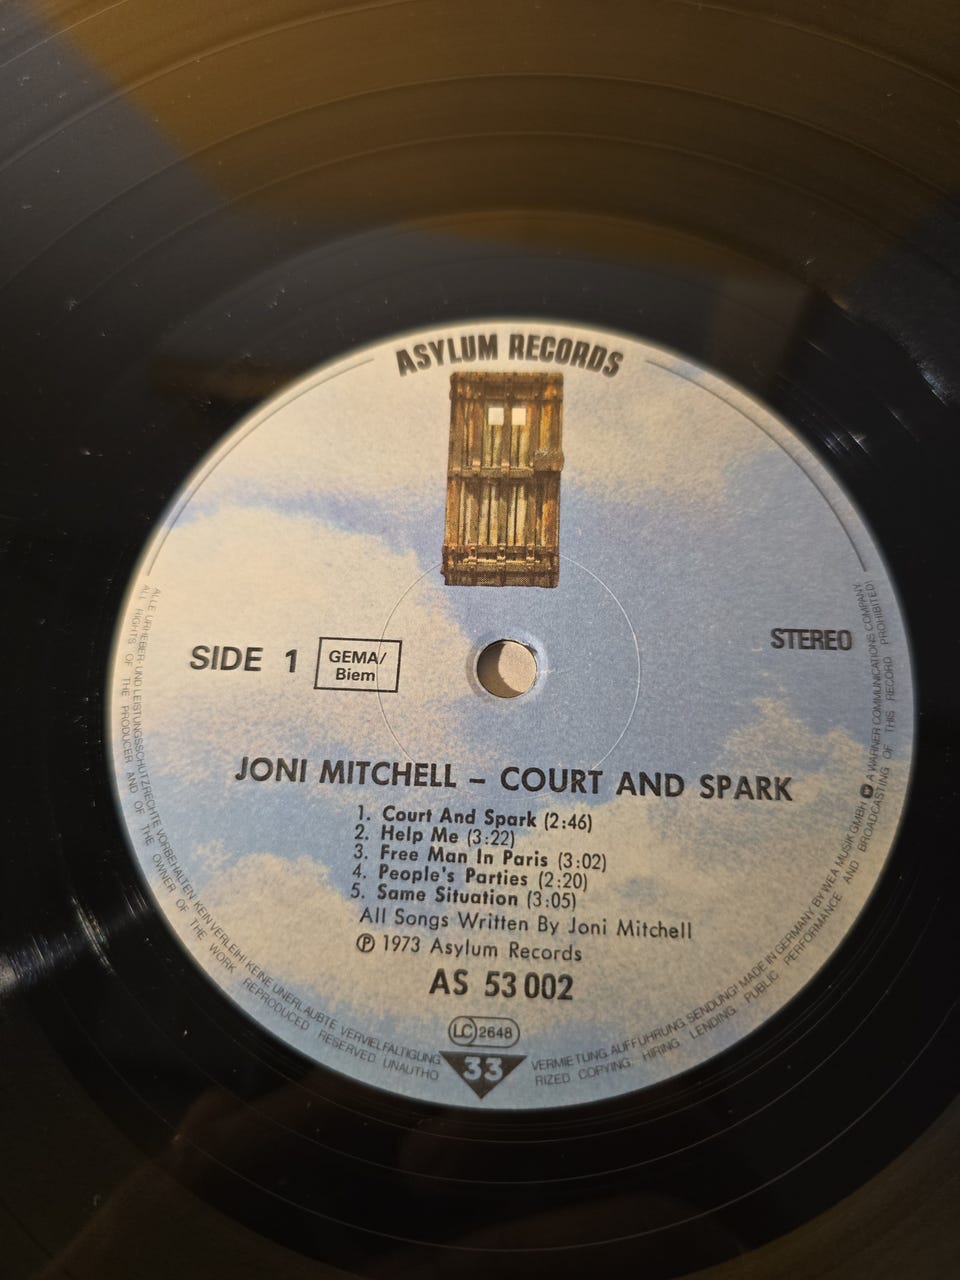 ASYLUM RECORDS
STEREO
SIDE 1
GEMA/
Biem
JONI MITCHELL – COURT AND SPARK
1. Court And Spark (2:46)
2. Help Me (3:22)
3. Free Man In Paris (3:02)
4. People's Parties (2:20)
5. Same Situation (3:05)
All Songs Written By Joni Mitchell
℗ 1973 Asylum Records
AS 53 002
LC 2648
33
ALLE URHEBER- UND LEISTUNGSSCHUTZRECHTE VORBEHALTEN KEIN VERLEIH! KEINE UNERLAUBTE VERVIELFÄLTIGUNG VERMIETUNG, AUFFÜHRUNG, SENDUNG! MADE IN GERMANY BY WEA MUSIK GMBH A WARNER COMMUNICATIONS COMPANY
ALL RIGHTS OF THE PRODUCER AND OF THE OWNER OF THE WORK REPRODUCED RESERVED UNAUTHORIZED COPYING, HIRING, LENDING, PUBLIC PERFORMANCE AND BROADCASTING OF THIS RECORD PROHIBITED!